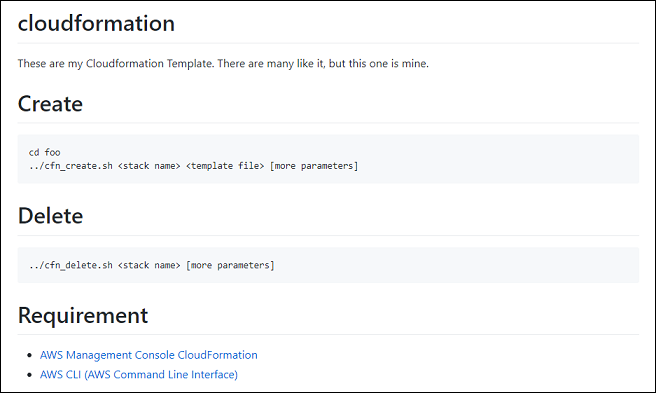 cloudformation
These are my Cloudformation Template. There are many like it, but this one is mine.
Create
cd foo
../cfn_create.sh <stack name> <template file> [more parameters]
Delete
../cfn_delete.sh <stack name> [more parameters]
Requirement
AWS Management Console CloudFormation
AWS CLI (AWS Command Line Interface)